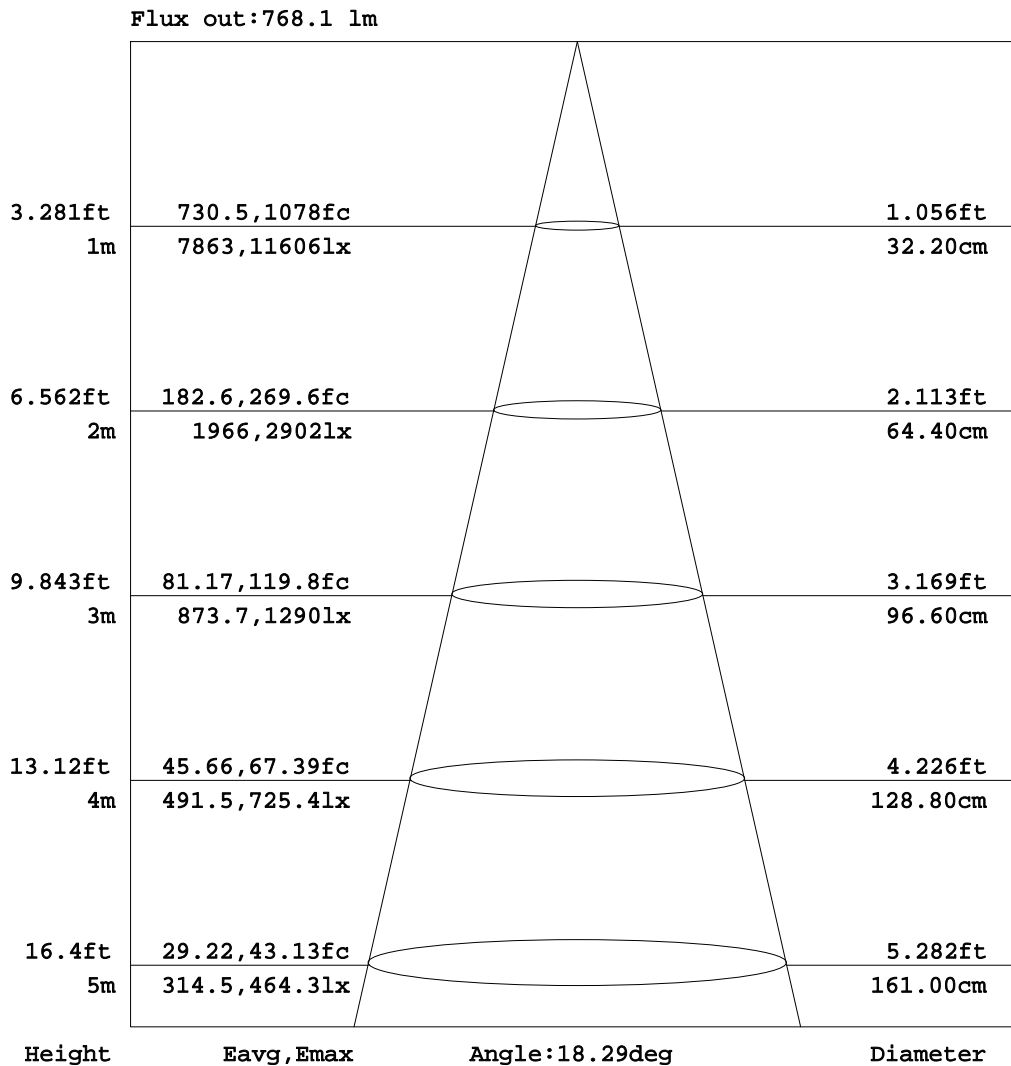 Flux out:768.1 lm
3.281ft 730.5,1078fc 1.056ft
1m 7863,11606lx 32.20cm
6.562ft 182.6,269.6fc 2.113ft
2m 1966,2902lx 64.40cm
9.843ft 81.17,119.8fc 3.169ft
3m 873.7,1290lx 96.60cm
13.12ft 45.66,67.39fc 4.226ft
4m 491.5,725.4lx 128.80cm
16.4ft 29.22,43.13fc 5.282ft
5m 314.5,464.3lx 161.00cm
Height Eavg,Emax Angle:18.29deg Diameter